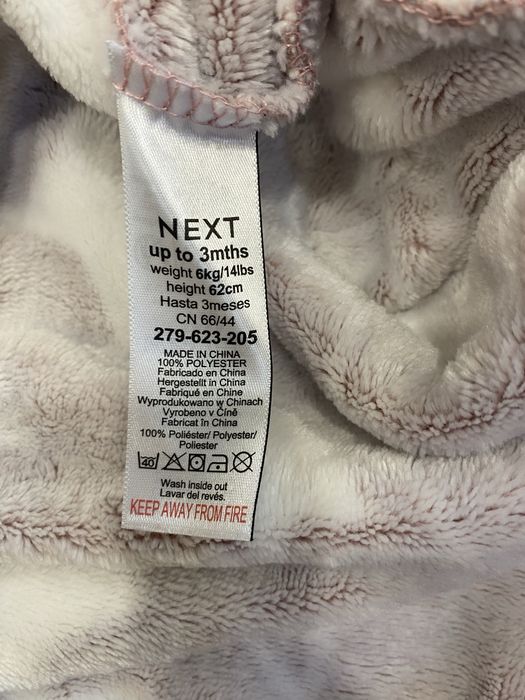 NEXT
up to 3mths
weight 6kg/14lbs
height 62cm
Hasta 3meses
CN 66/44
279-623-205
MADE IN CHINA
100% POLYESTER
Fabricado en China
Hergestellt in China
Fabriqué en Chine
Wyprodukowano w Chinach
Vyrobeno v Číně
Fabricat în China
100% Poliéster/ Polyester/
Poliester
40
Wash inside out
Lavar del revés.
KEEP AWAY FROM FIRE